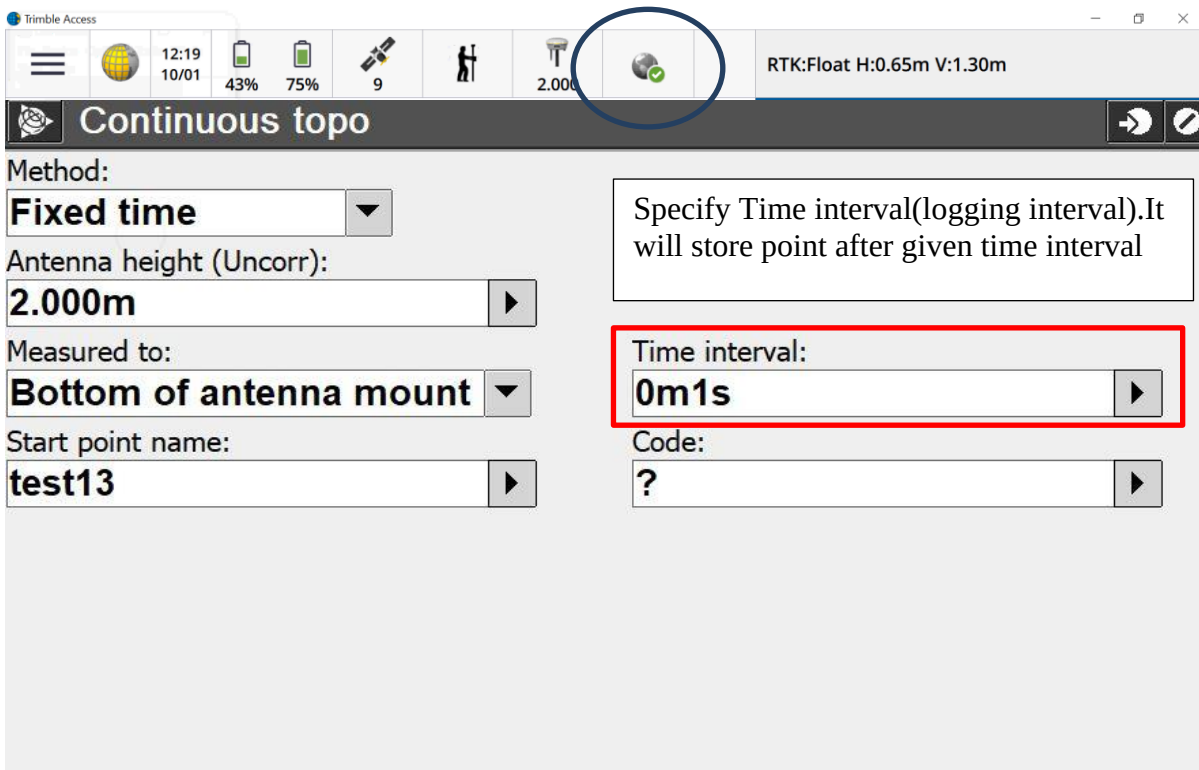 Trimble Access
12:19
10/01
43%
75%
9
2.000
RTK:Float H:0.65m V:1.30m
Continuous topo
Method:
Fixed time
Specify Time interval(logging interval).It
will store point after given time interval
Antenna height (Uncorr):
2.000m
Measured to:
Time interval:
Bottom of antenna mount
0m1s
Start point name:
Code:
test13
?